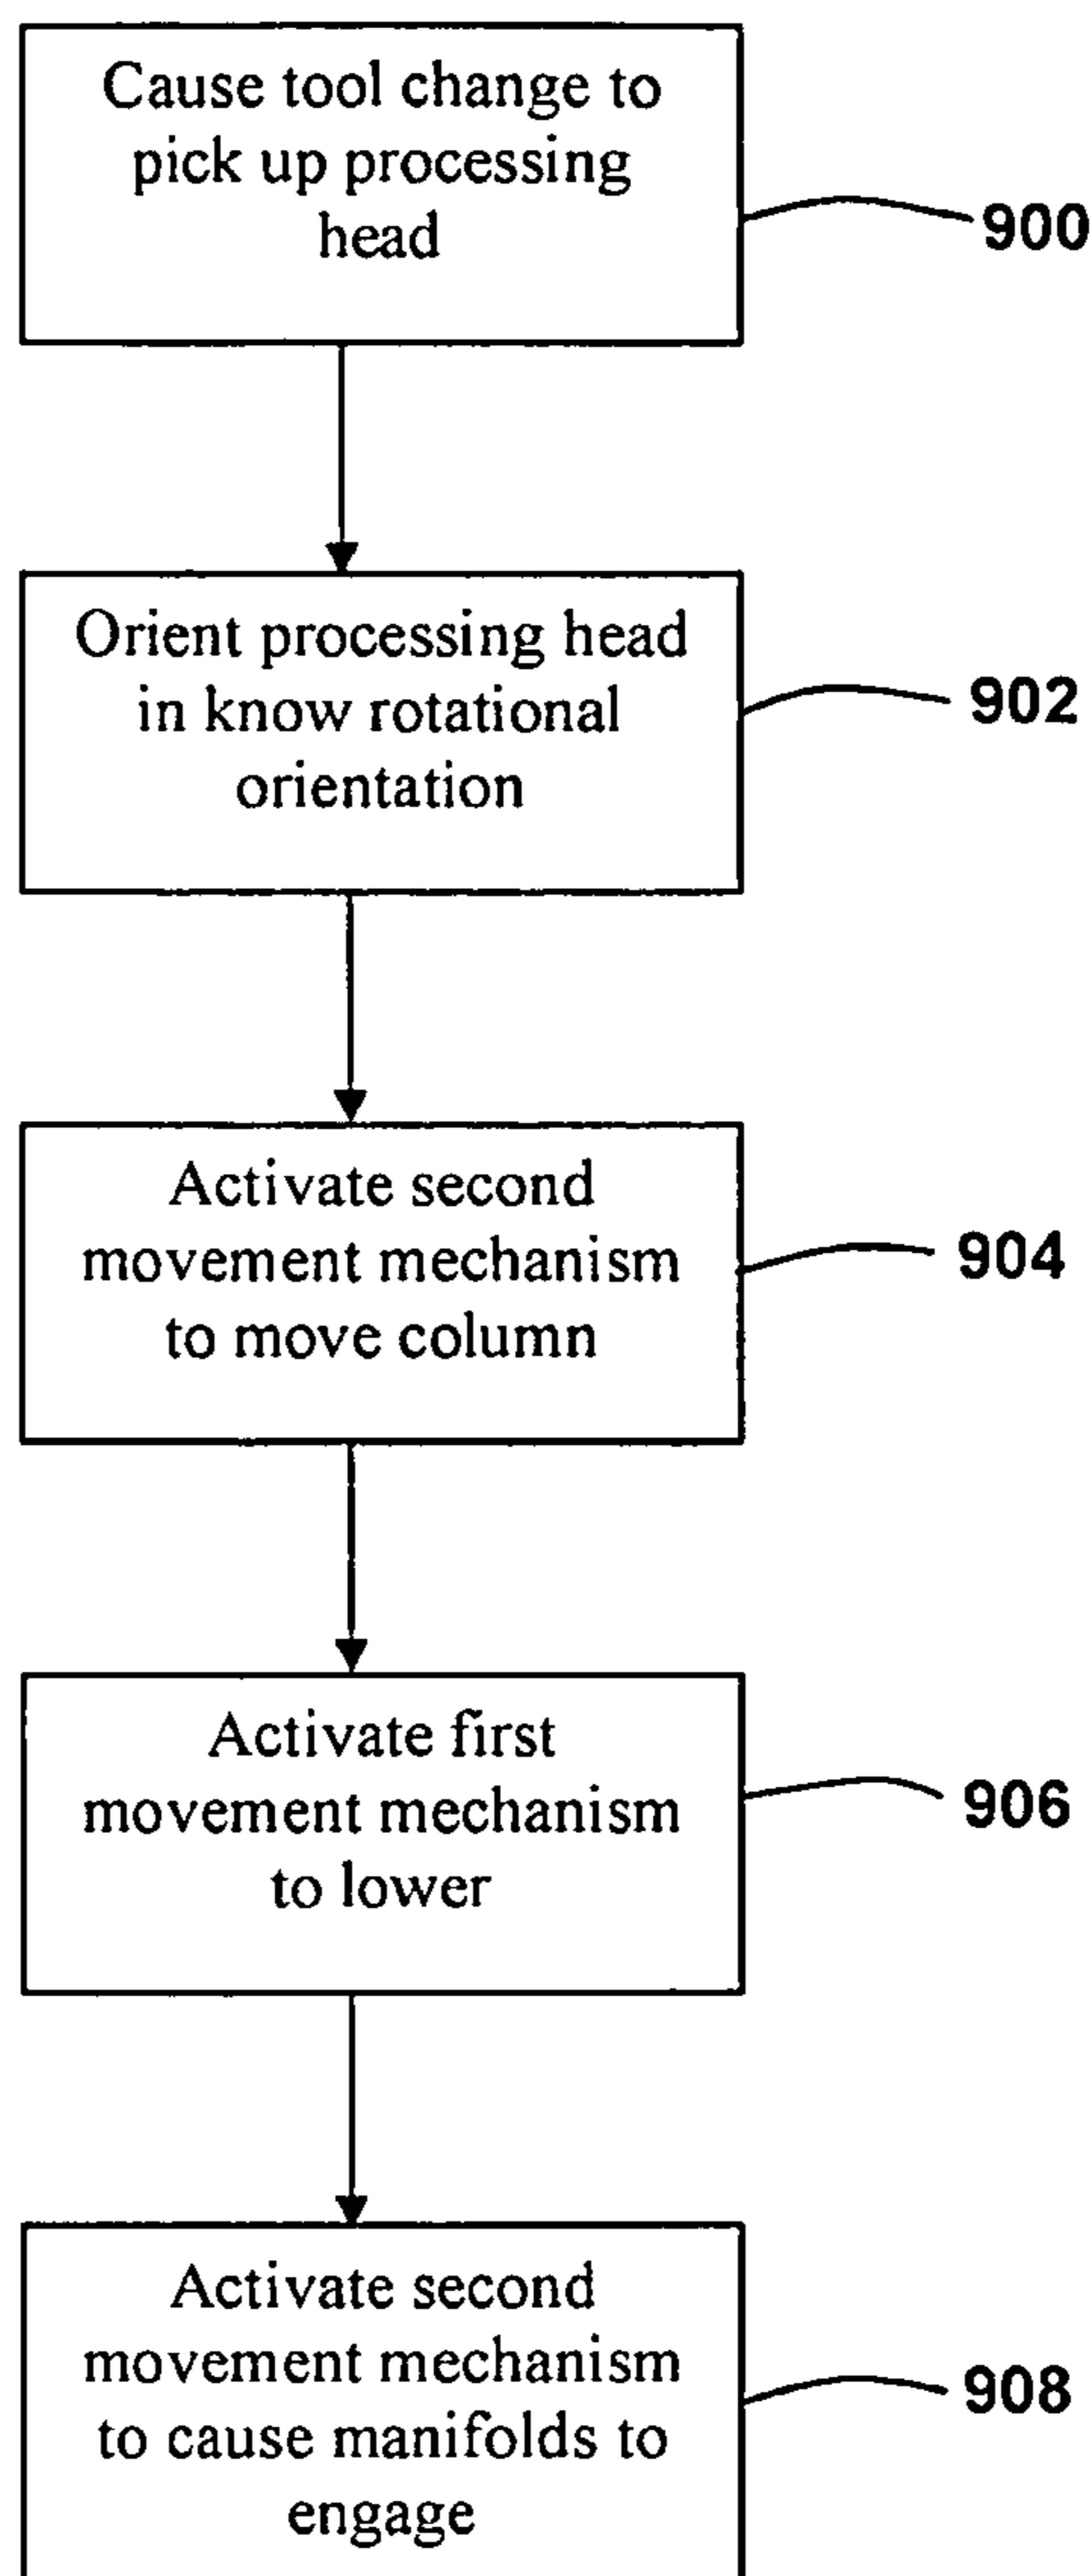 Cause tool change to
pick up processing
head
900
Orient processing head
in know rotational
orientation
902
Activate second
movement mechanism
to move column
904
Activate first
movement mechanism
to lower
906
Activate second
movement mechanism
to cause manifolds to
engage
908